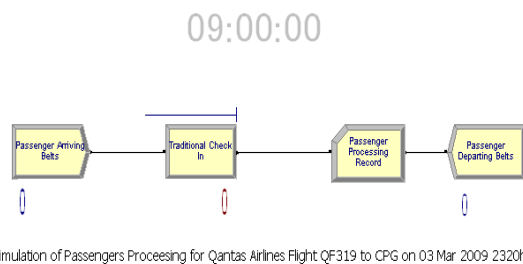 09:00:00
Passenger Arriving
Belts
Traditional Check
In
Passenger
Processing
Record
Passenger
Departing Belts
0
0
0
imulation of Passengers Proceesing for Qantas Airlines Flight QF319 to CPG on 03 Mar 2009 2320h